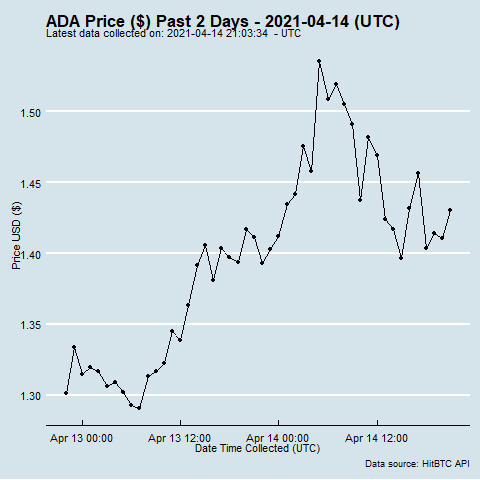 ADA Price ($) Past 2 Days - 2021-04-14 (UTC)
Latest data collected on: 2021-04-14 21:03:34 - UTC
1.50
1.45
1.40
1.35
1.30
Price USD ($)
Apr 13 00:00 Apr 13 12:00 Apr 14 00:00 Apr 14 12:00
Date Time Collected (UTC)
Data source: HitBTC API